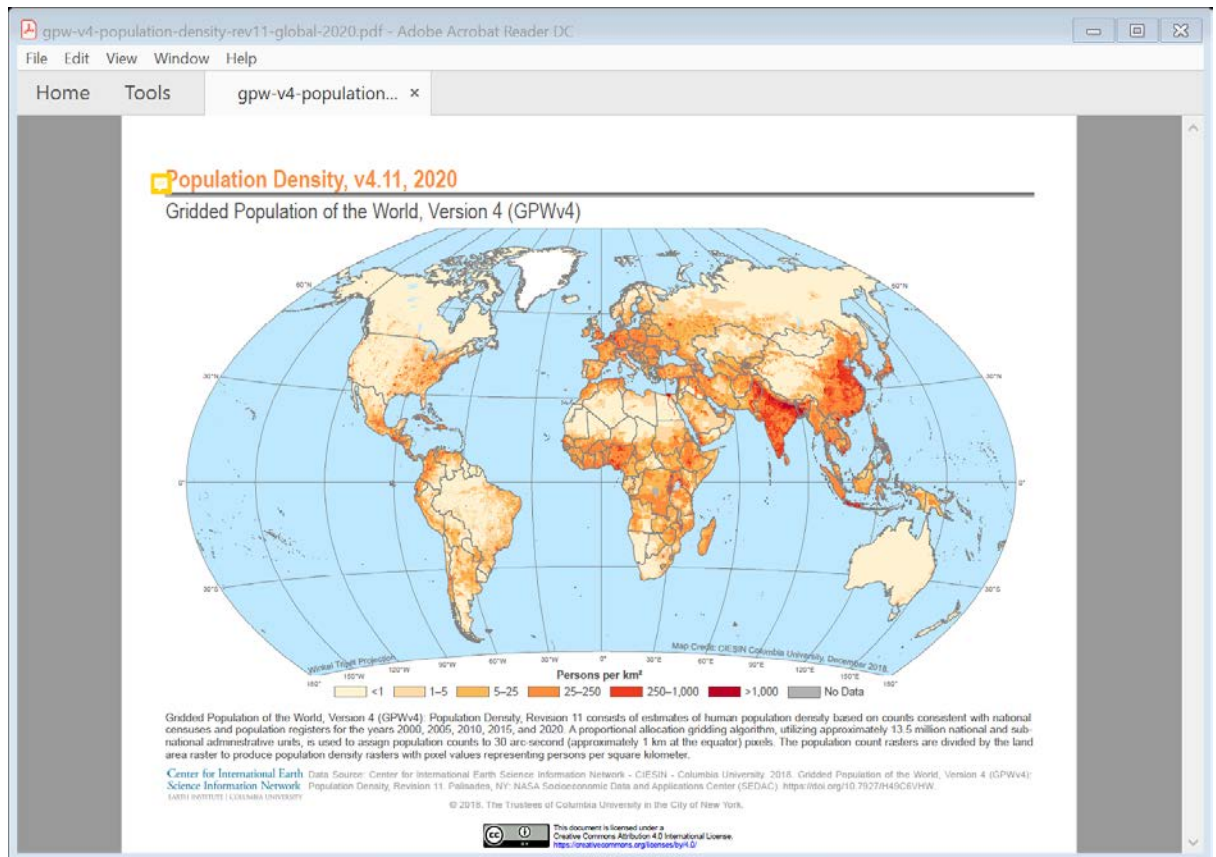 gpw-v4-population-density-rev11-global-2020.pdf - Adobe Acrobat Reader DC
File Edit View Window Help
Home Tools gpw-v4-population... ×
Population Density, v4.11, 2020
Gridded Population of the World, Version 4 (GPWv4)
60°N 60°N
30°N 30°N
0° 0°
30°S 30°S
Map Credit: CIESIN Columbia University, December 2018.
Winkel Tripel Projection
180° 150°W 120°W 90°W 60°W 30°W 0° 30°E 60°E 90°E 120°E 150°E 180°
Persons per km²
<1 1–5 5–25 25–250 250–1,000 >1,000 No Data
Gridded Population of the World, Version 4 (GPWv4): Population Density, Revision 11 consists of estimates of human population density based on counts consistent with national
censuses and population registers for the years 2000, 2005, 2010, 2015, and 2020. A proportional allocation gridding algorithm, utilizing approximately 13.5 million national and sub-
national administrative units, is used to assign population counts to 30 arc-second (approximately 1 km at the equator) pixels. The population count rasters are divided by the land
area raster to produce population density rasters with pixel values representing persons per square kilometer.
Center for International Earth
Science Information Network
EARTH INSTITUTE | COLUMBIA UNIVERSITY
Data Source: Center for International Earth Science Information Network - CIESIN - Columbia University. 2018. Gridded Population of the World, Version 4 (GPWv4):
Population Density, Revision 11. Palisades, NY: NASA Socioeconomic Data and Applications Center (SEDAC). https://doi.org/10.7927/H49C6VHW.
© 2018. The Trustees of Columbia University in the City of New York.
This document is licensed under a
Creative Commons Attribution 4.0 International License.
https://creativecommons.org/licenses/by/4.0/